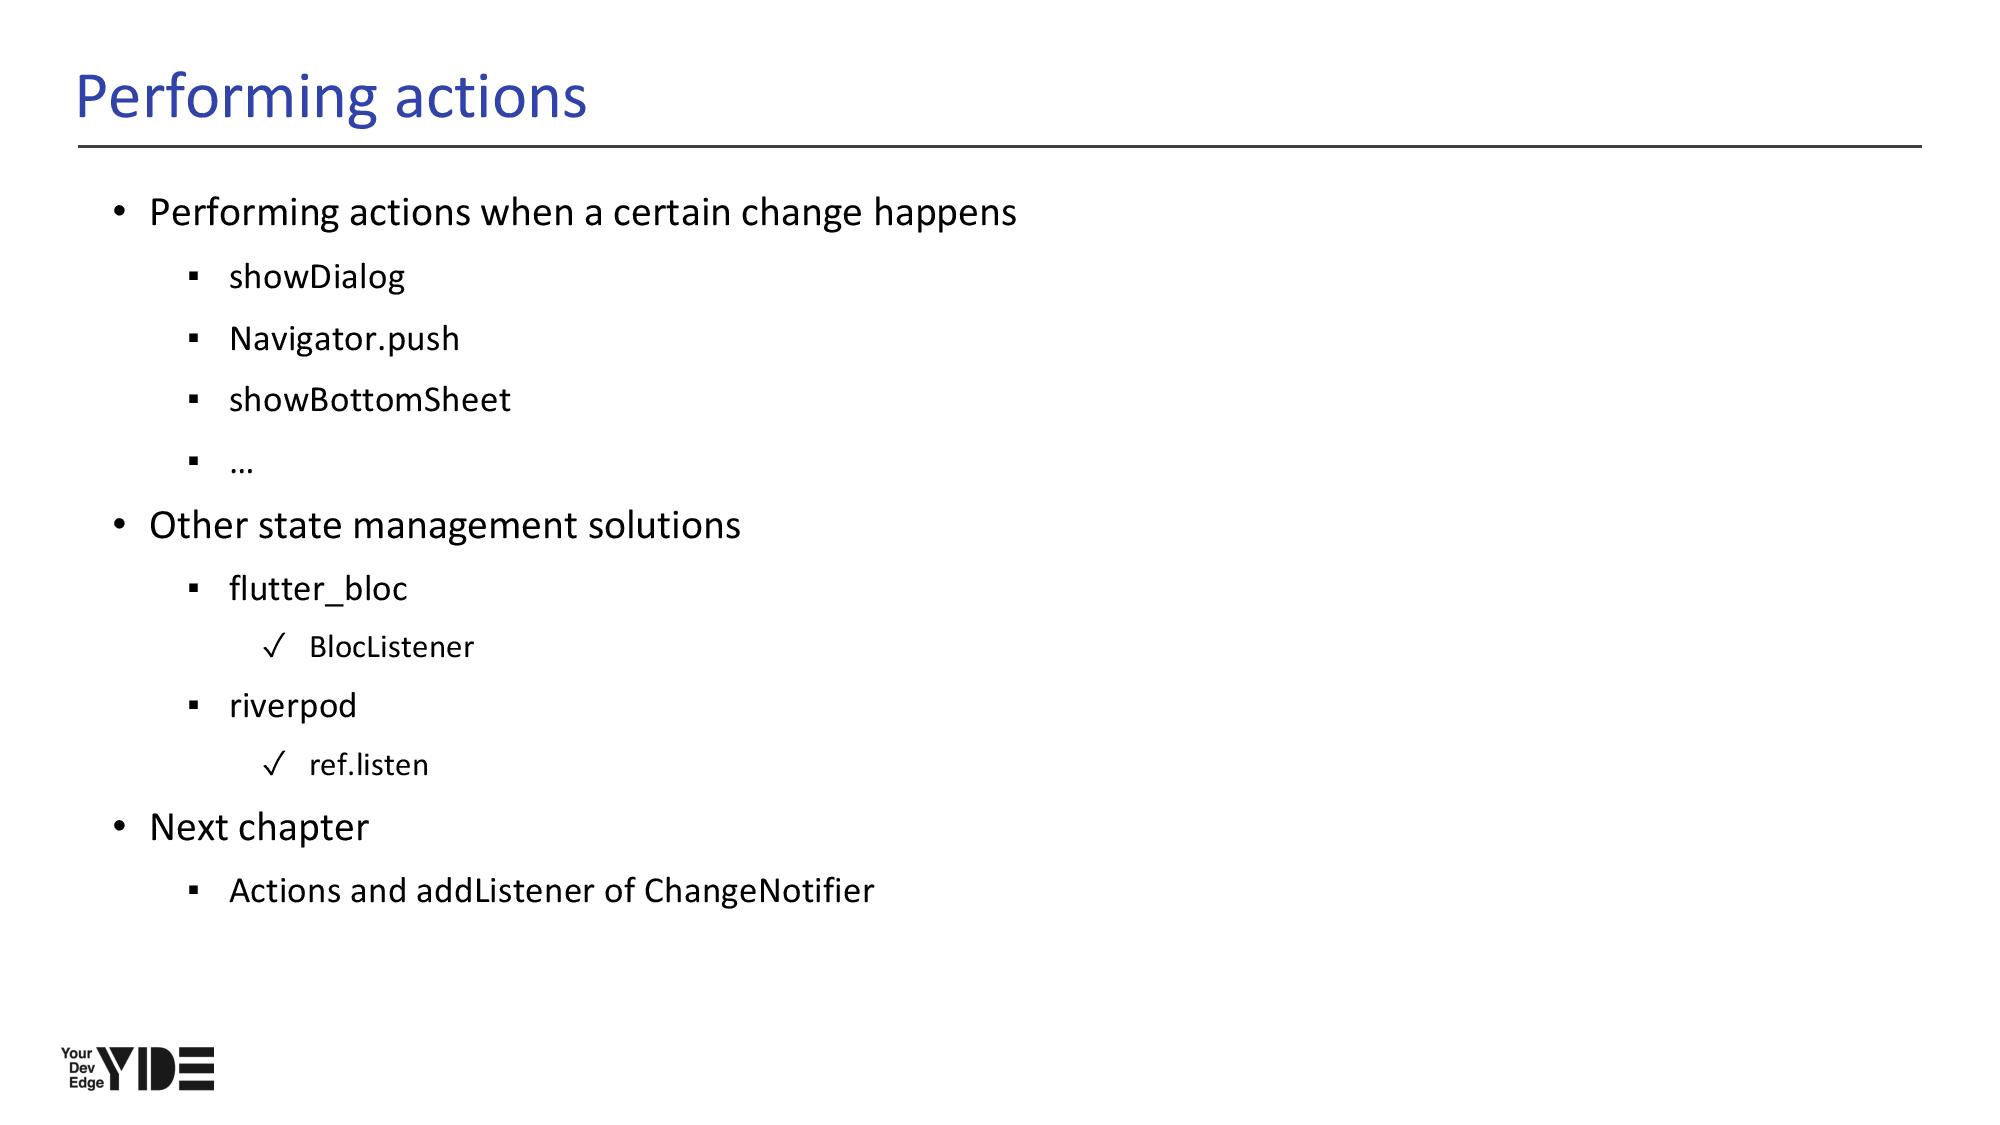 Performing actions
• Performing actions when a certain change happens
▪ showDialog
▪ Navigator.push
▪ showBottomSheet
▪ …
• Other state management solutions
▪ flutter_bloc
✓ BlocListener
▪ riverpod
✓ ref.listen
• Next chapter
▪ Actions and addListener of ChangeNotifier
Your
Dev
Edge
YDE